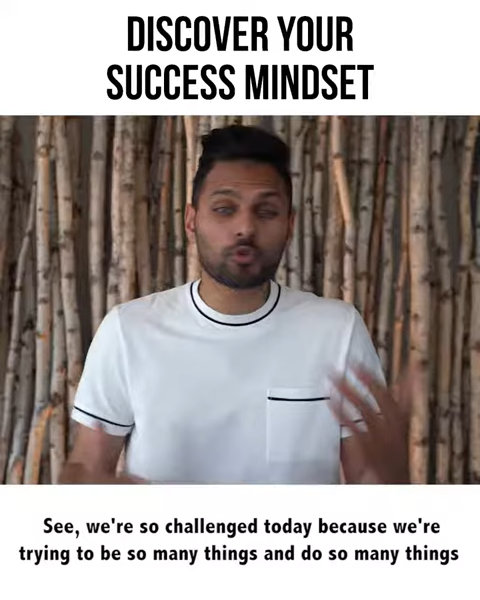 DISCOVER YOUR
SUCCESS MINDSET
See, we're so challenged today because we're
trying to be so many things and do so many things